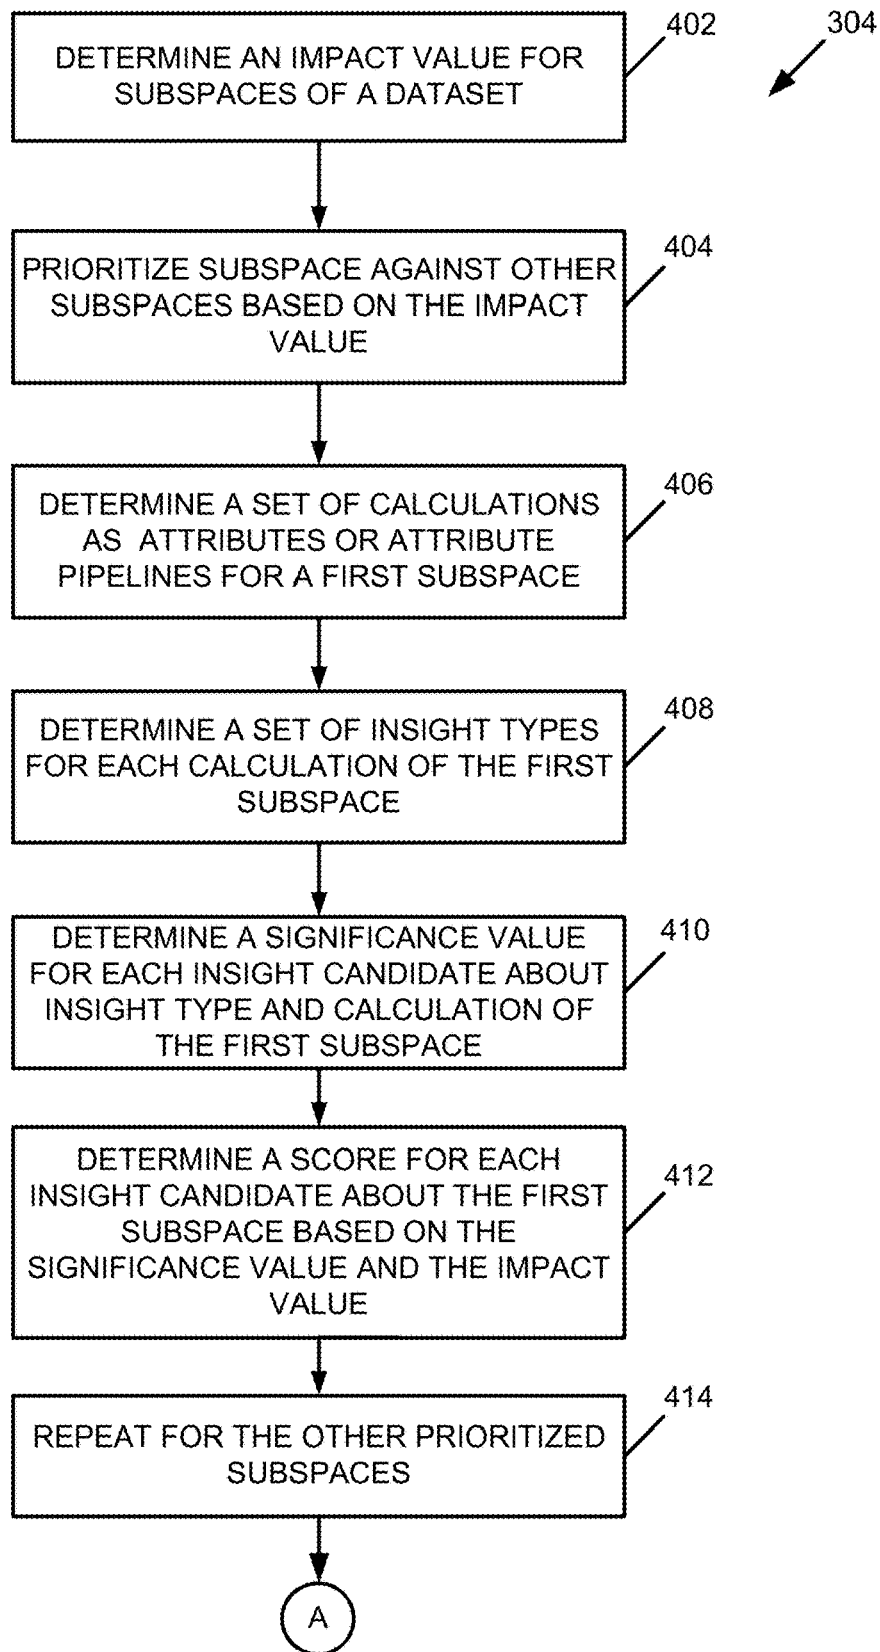 304
402
DETERMINE AN IMPACT VALUE FOR
SUBSPACES OF A DATASET
404
PRIORITIZE SUBSPACE AGAINST OTHER
SUBSPACES BASED ON THE IMPACT
VALUE
406
DETERMINE A SET OF CALCULATIONS
AS ATTRIBUTES OR ATTRIBUTE
PIPELINES FOR A FIRST SUBSPACE
408
DETERMINE A SET OF INSIGHT TYPES
FOR EACH CALCULATION OF THE FIRST
SUBSPACE
410
DETERMINE A SIGNIFICANCE VALUE
FOR EACH INSIGHT CANDIDATE ABOUT
INSIGHT TYPE AND CALCULATION OF
THE FIRST SUBSPACE
412
DETERMINE A SCORE FOR EACH
INSIGHT CANDIDATE ABOUT THE FIRST
SUBSPACE BASED ON THE
SIGNIFICANCE VALUE AND THE IMPACT
VALUE
414
REPEAT FOR THE OTHER PRIORITIZED
SUBSPACES
A